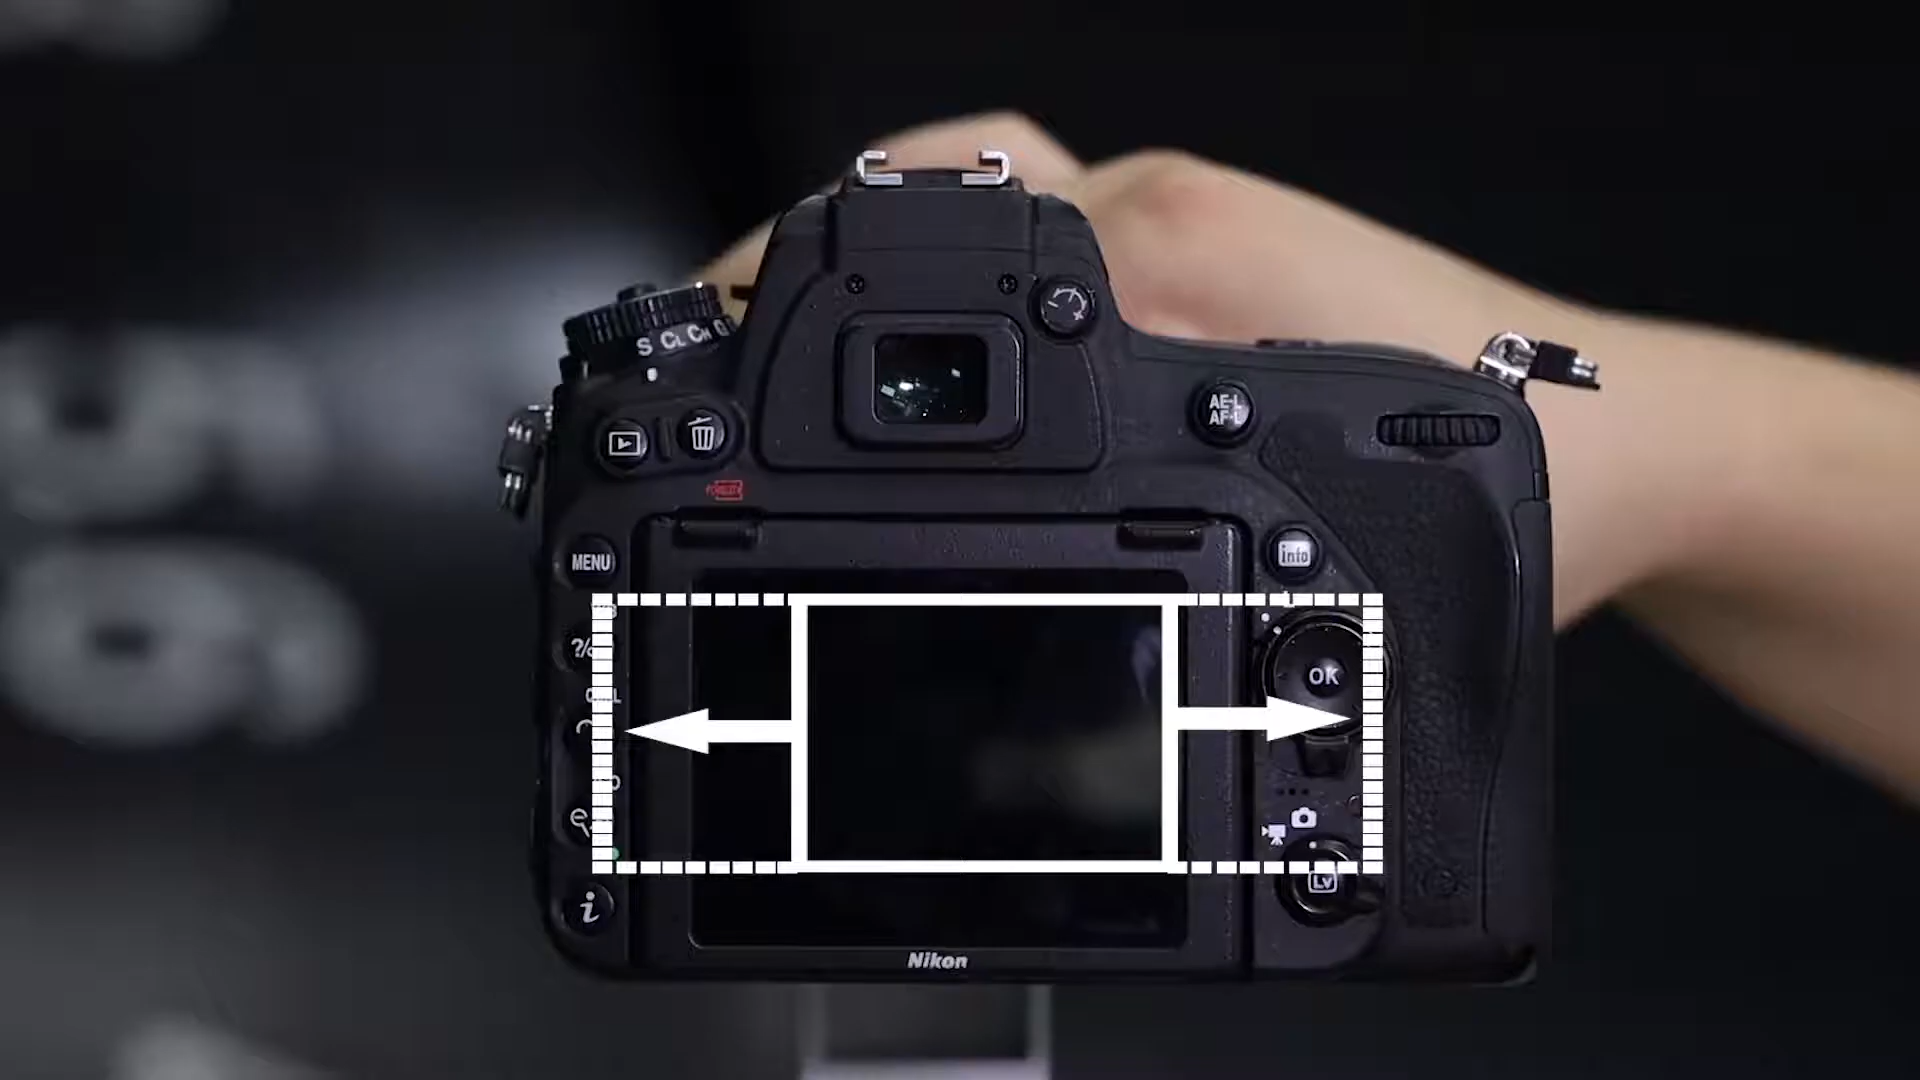 S CL CH
AE-L
AF-L
MENU
info
?/
OK
Lv
i
Nikon